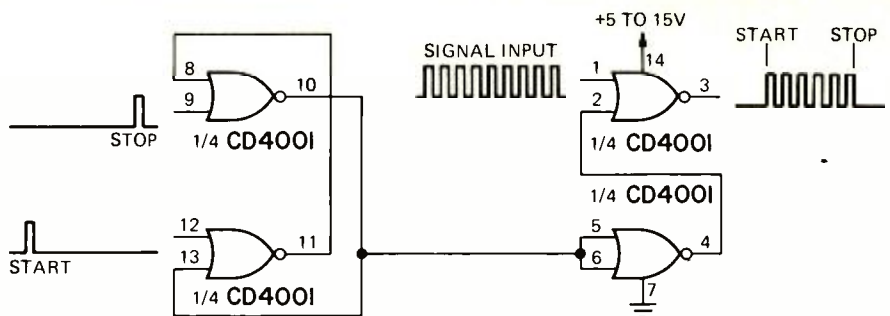 +5 TO 15V
START STOP
SIGNAL INPUT
8
9
10
STOP
1/4 CD4001
1
2
14
3
1/4 CD4001
1/4 CD4001
12
13
11
START
1/4 CD4001
5
6
4
7